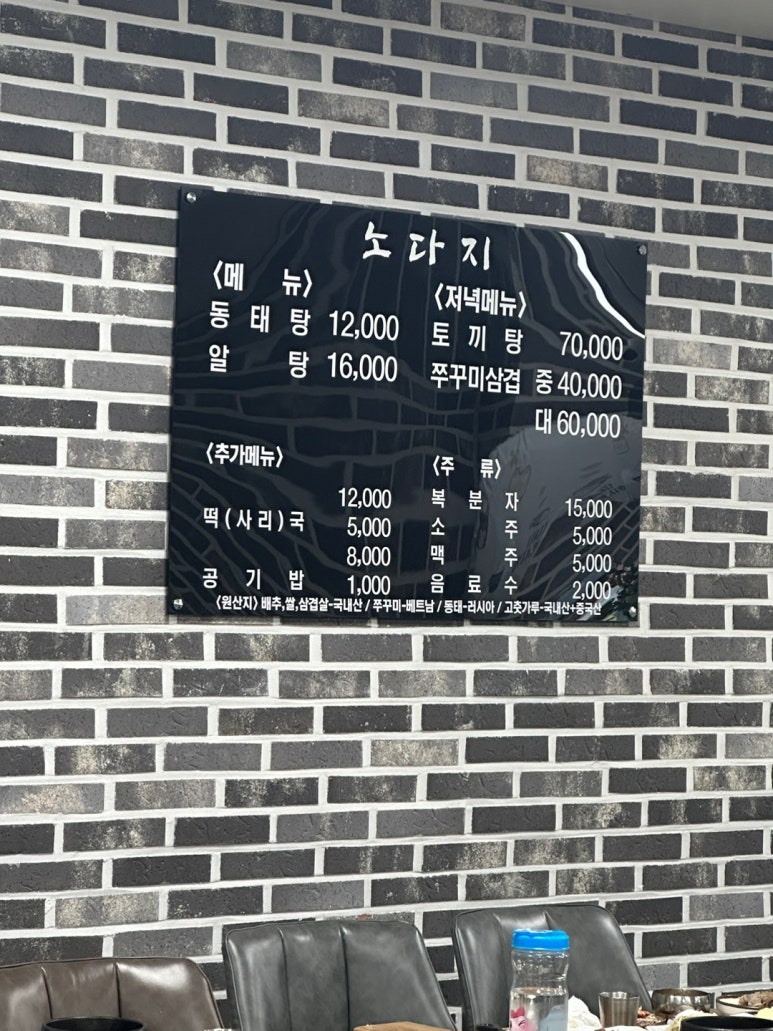 노다지
<메 뉴>
동 태 탕 12,000
알 탕 16,000
<저녁메뉴>
토 끼 탕 70,000
쭈꾸미삼겹 중 40,000
대 60,000
<추가메뉴>
12,000
떡(사리)국 5,000
8,000
공 기 밥 1,000
<주 류>
복 분 자 15,000
소 주 5,000
맥 주 5,000
음 료 수 2,000
<원산지> 배추,쌀,삼겹살-국내산 / 쭈꾸미-베트남 / 동태-러시아 / 고춧가루-국내산+중국산